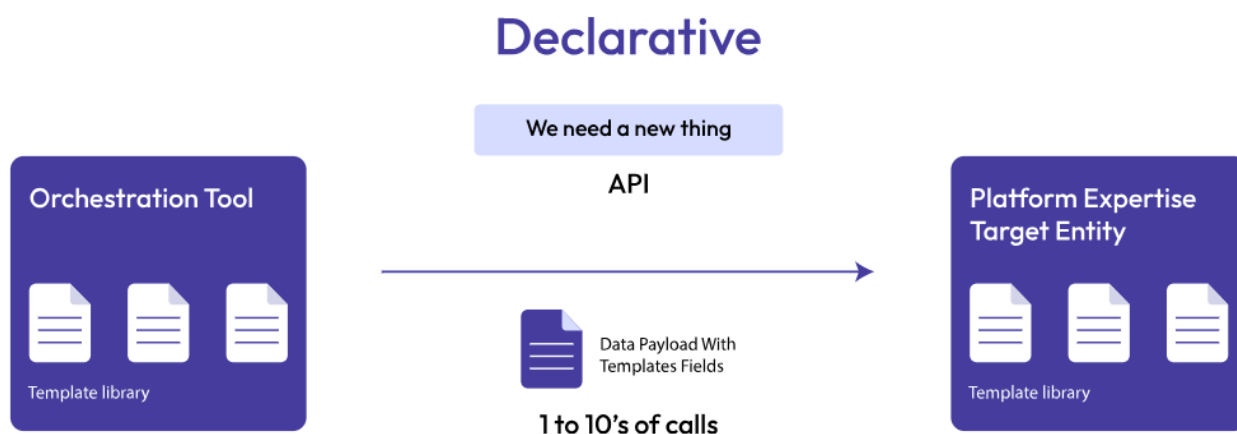 Declarative
We need a new thing
API
Orchestration Tool
Template library
Data Payload With
Templates Fields
1 to 10’s of calls
Platform Expertise
Target Entity
Template library